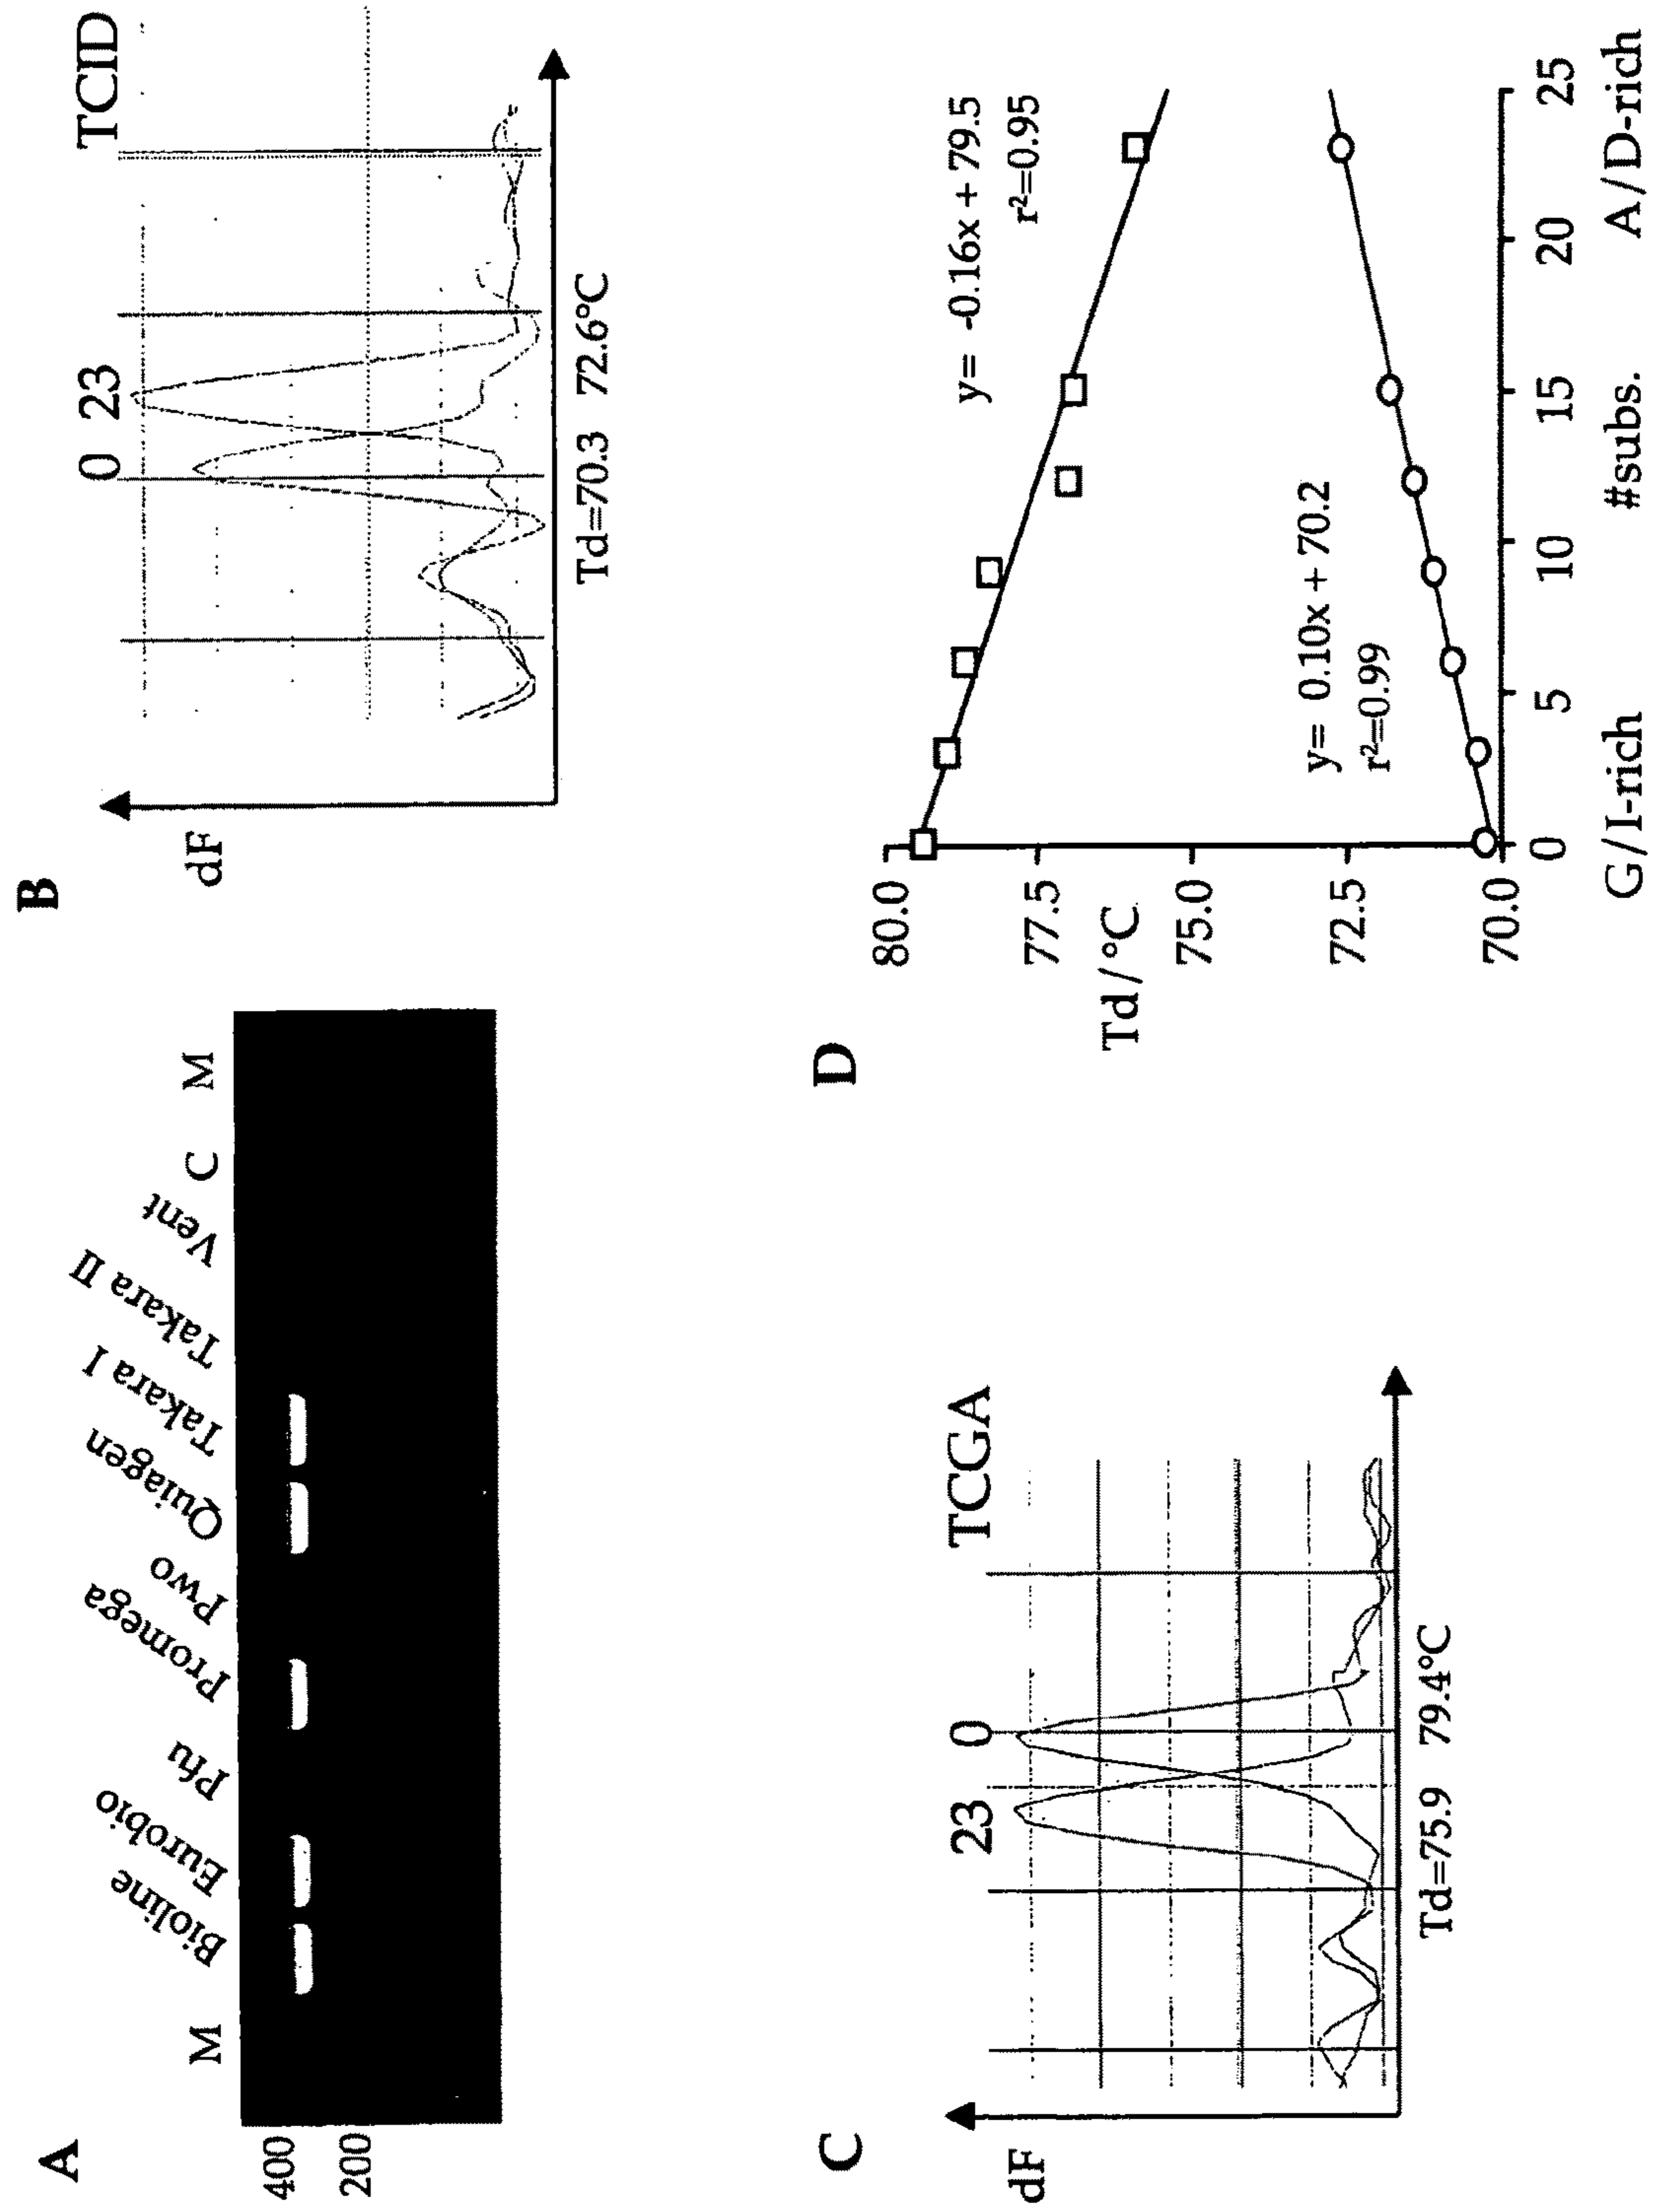 A
M Bioline Eurobio Pfu Promega Pwo Quiagen Takara I Takara II Vent C M
400
200
B
TCID
0 23
dF
Td=70.3 72.6°C
C
TCGA
23 0
dF
Td=75.9 79.4°C
D
80.0
77.5
Td/°C
75.0
72.5
70.0
y= -0.16x + 79.5
r²=0.95
y= 0.10x + 70.2
r²=0.99
0 5 10 15 20 25
G/I-rich #subs. A/D-rich